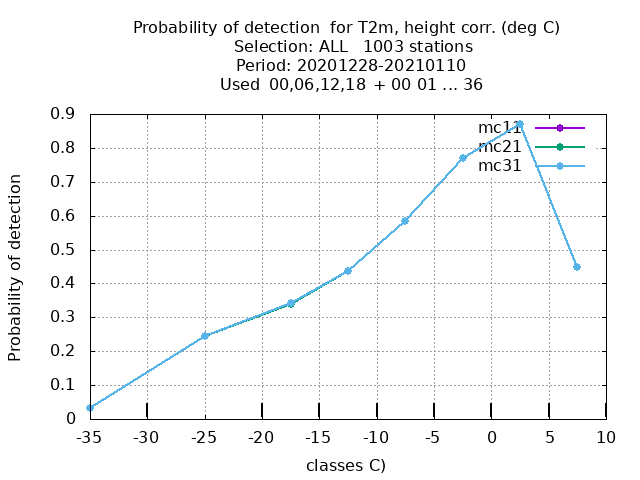 Probability of detection  for T2m, height corr. (deg C)
Selection: ALL   1003 stations
Period: 20201228-20210110
Used  00,06,12,18  + 00 01 ... 36
mc11
mc21
mc31
0.9
0.8
0.7
0.6
0.5
0.4
0.3
0.2
0.1
0
Probability of detection
-35 -30 -25 -20 -15 -10 -5 0 5 10
classes C)